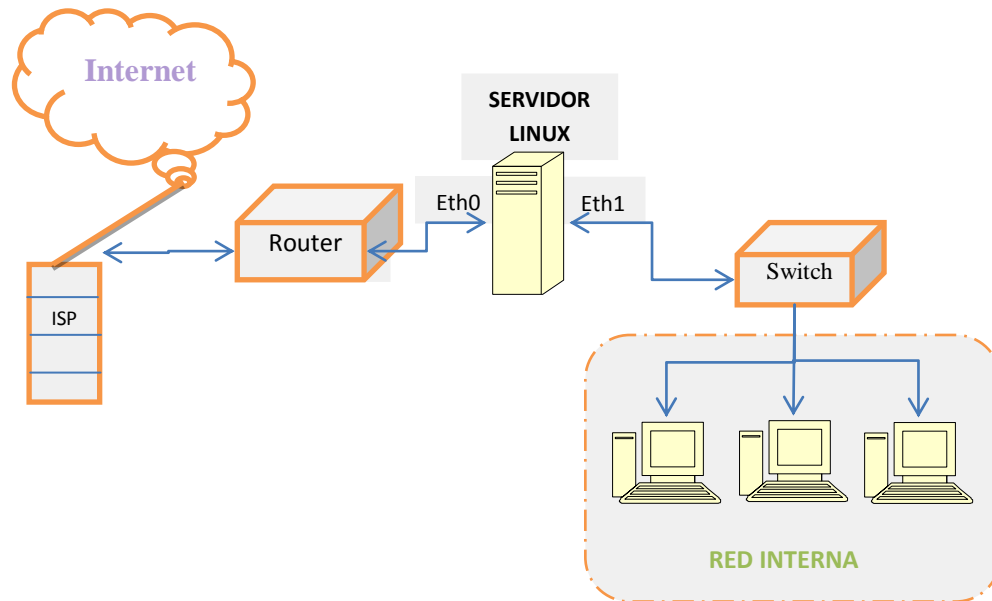 Internet
SERVIDOR
LINUX
Eth0
Eth1
Router
Switch
ISP
RED INTERNA